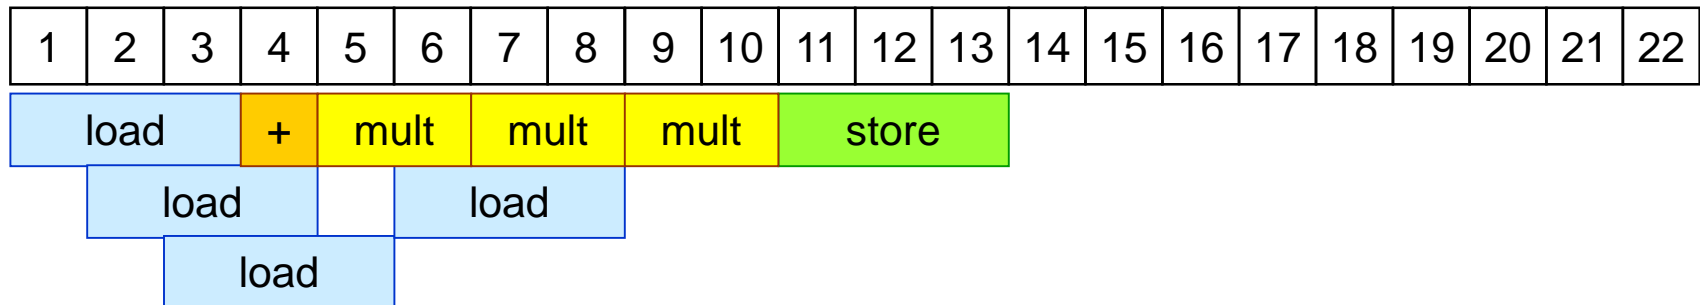 1 2 3 4 5 6 7 8 9 10 11 12 13 14 15 16 17 18 19 20 21 22
load + mult mult mult store
load load
load